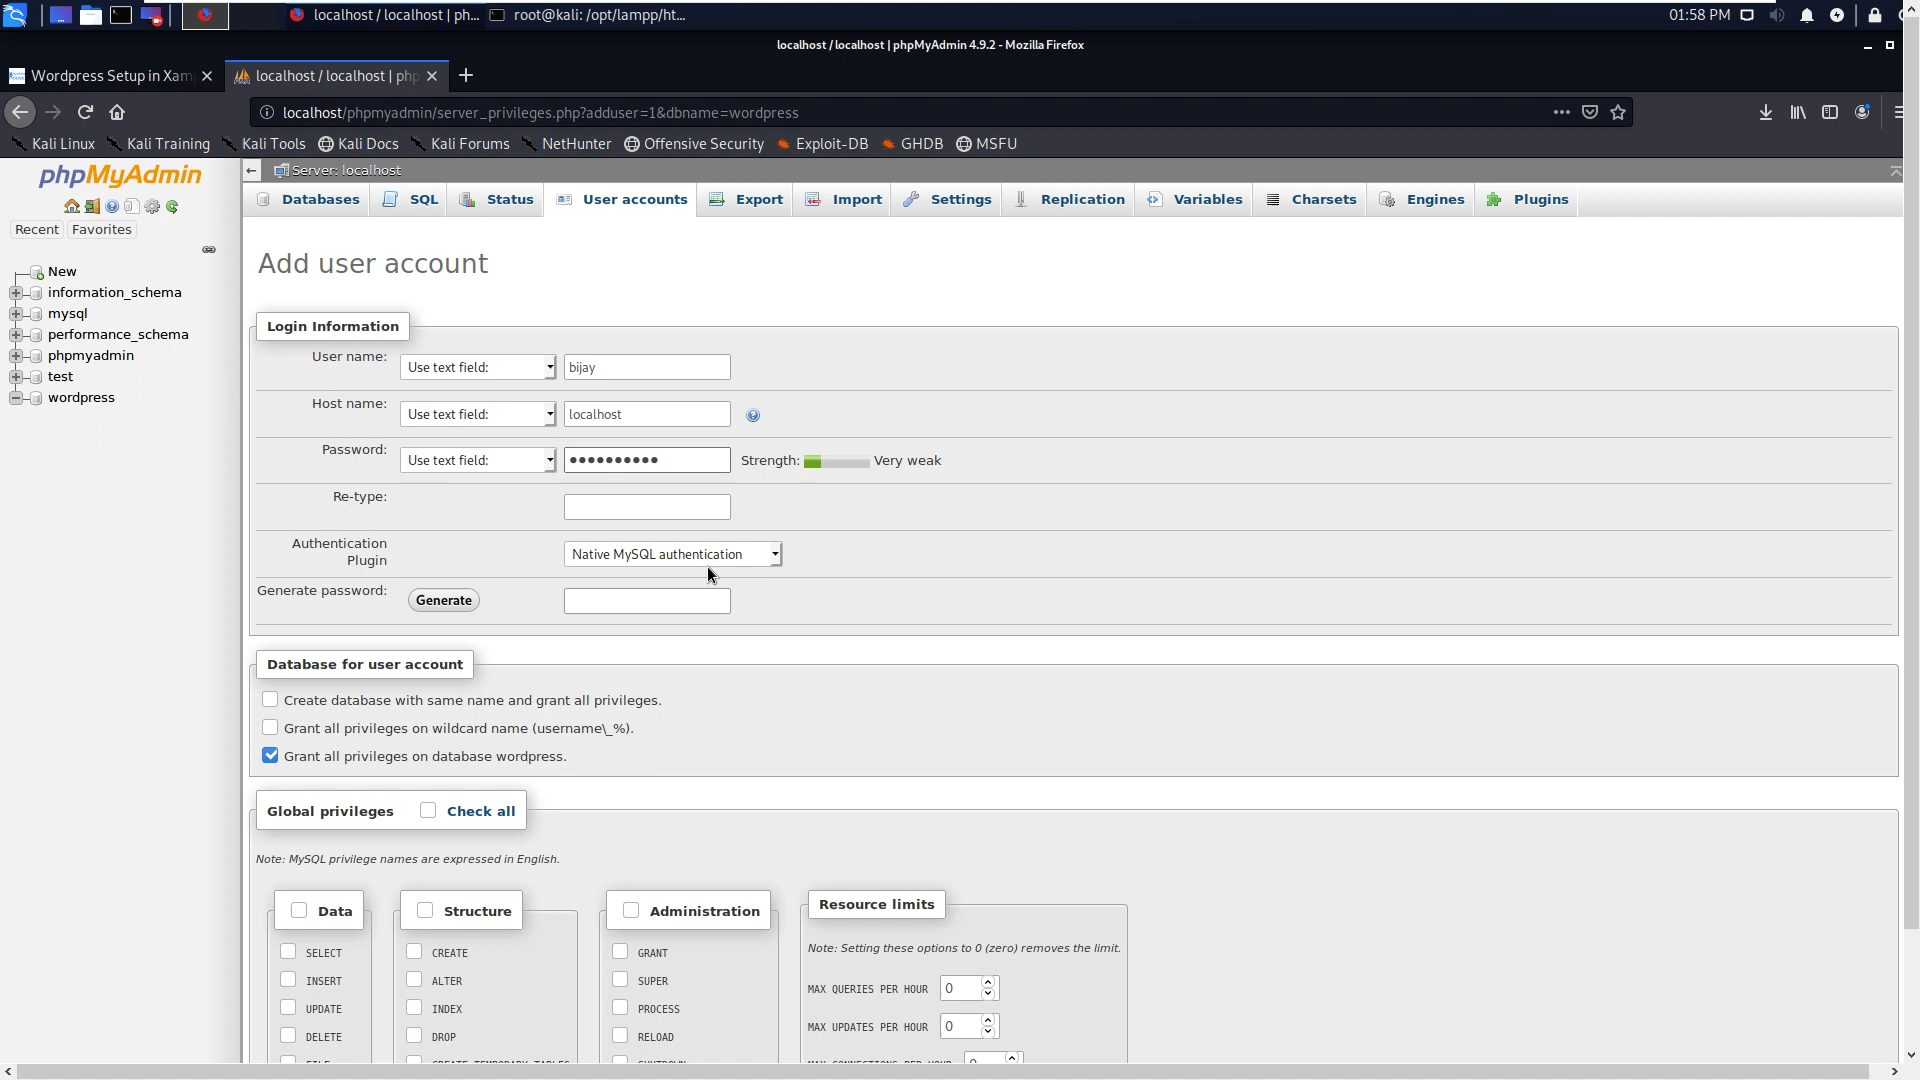 localhost / localhost | ph...
root@kali: /opt/lampp/ht...
01:58 PM
localhost / localhost | phpMyAdmin 4.9.2 - Mozilla Firefox
Wordpress Setup in Xam
localhost / localhost | php
localhost/phpmyadmin/server_privileges.php?adduser=1&dbname=wordpress
Kali Linux
Kali Training
Kali Tools
Kali Docs
Kali Forums
NetHunter
Offensive Security
Exploit-DB
GHDB
MSFU
phpMyAdmin
Recent
Favorites
New
information_schema
mysql
performance_schema
phpmyadmin
test
wordpress
Server: localhost
Databases
SQL
Status
User accounts
Export
Import
Settings
Replication
Variables
Charsets
Engines
Plugins
Add user account
Login Information
User name: Use text field: bijay
Host name: Use text field: localhost
Password: Use text field: •••••••••• Strength: Very weak
Re-type:
Authentication
Plugin
Native MySQL authentication
Generate password: Generate
Database for user account
Create database with same name and grant all privileges.
Grant all privileges on wildcard name (username\_%).
Grant all privileges on database wordpress.
Global privileges Check all
Note: MySQL privilege names are expressed in English.
Data
SELECT
INSERT
UPDATE
DELETE
Structure
CREATE
ALTER
INDEX
DROP
CREATE TEMPORARY TABLES
Administration
GRANT
SUPER
PROCESS
RELOAD
SHUTDOWN
Resource limits
Note: Setting these options to 0 (zero) removes the limit.
MAX QUERIES PER HOUR 0
MAX UPDATES PER HOUR 0
MAX CONNECTIONS PER HOUR 0